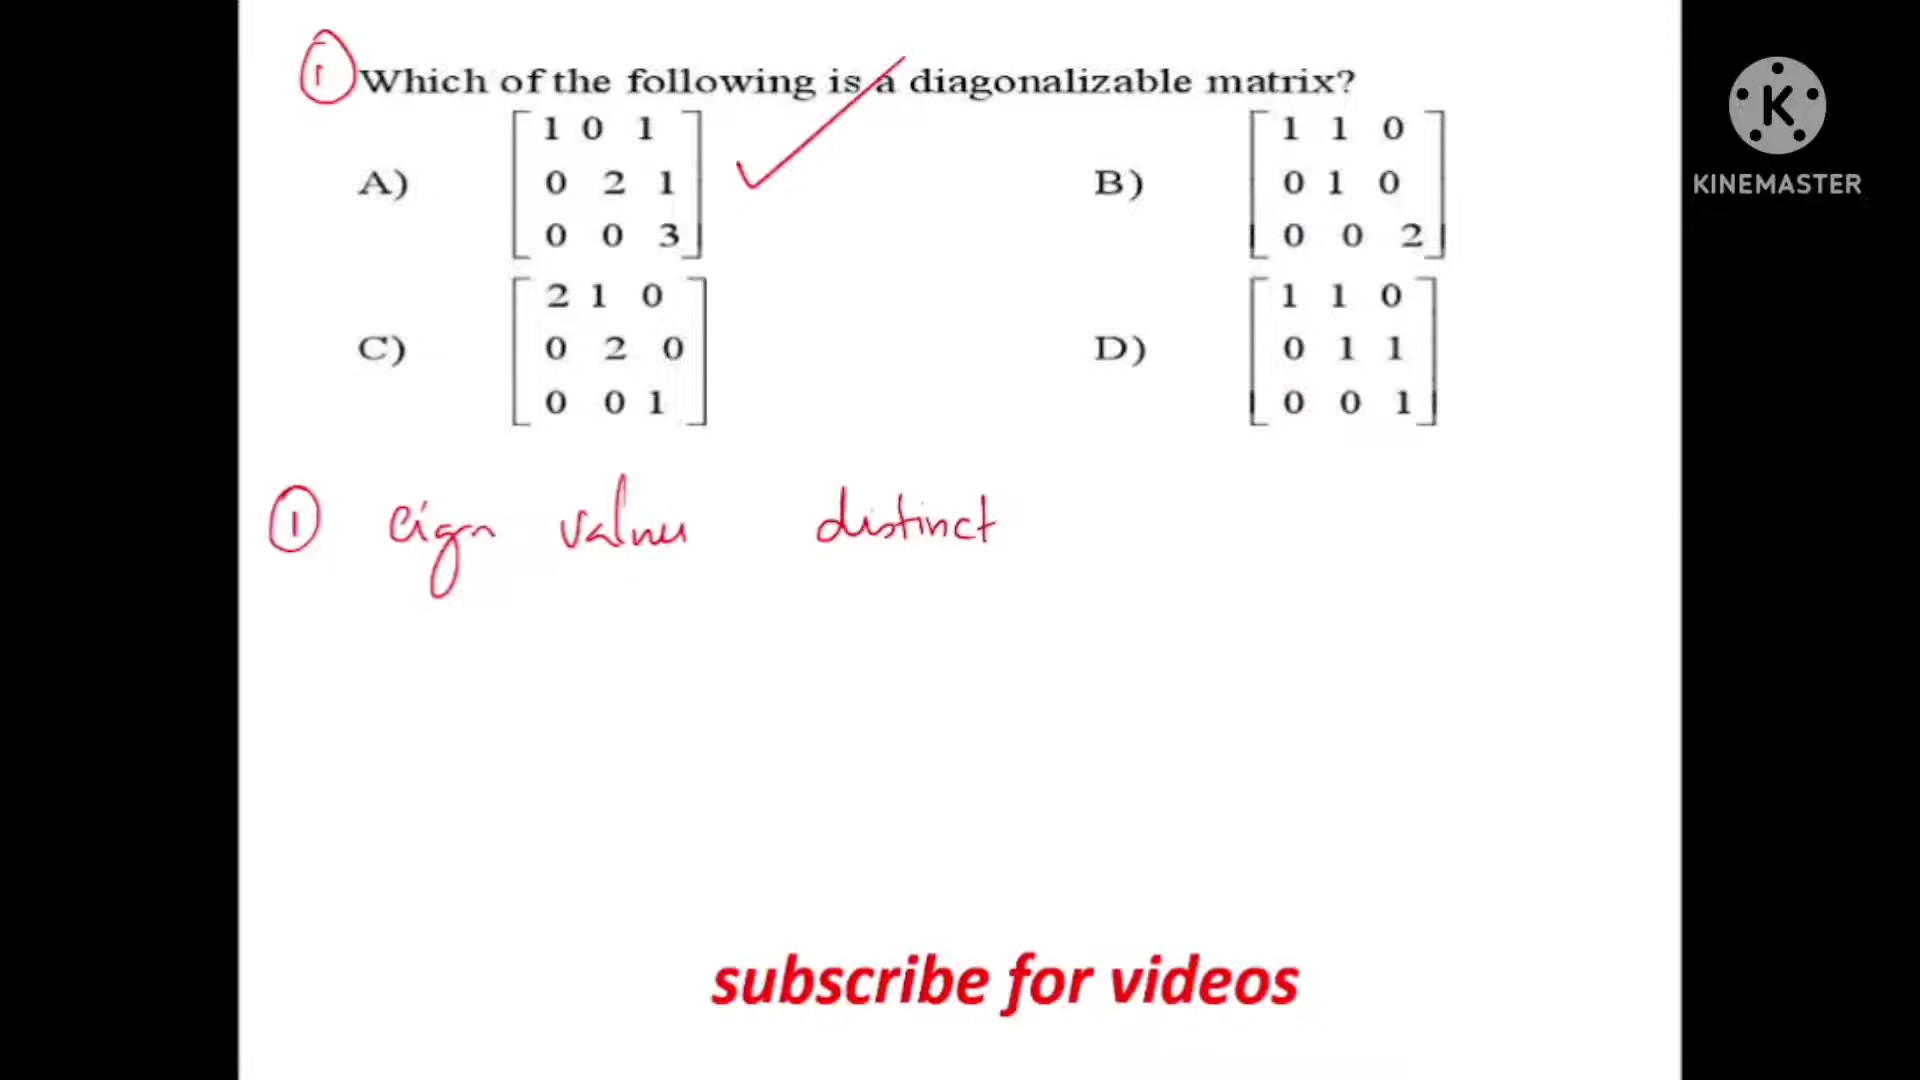 1 Which of the following is a diagonalizable matrix?
A) 1 0 1 B) 1 1 0
0 2 1 0 1 0
0 0 3 0 0 2
C) 2 1 0 D) 1 1 0
0 2 0 0 1 1
0 0 1 0 0 1
1 eign values distinct
subscribe for videos
K
KINEMASTER